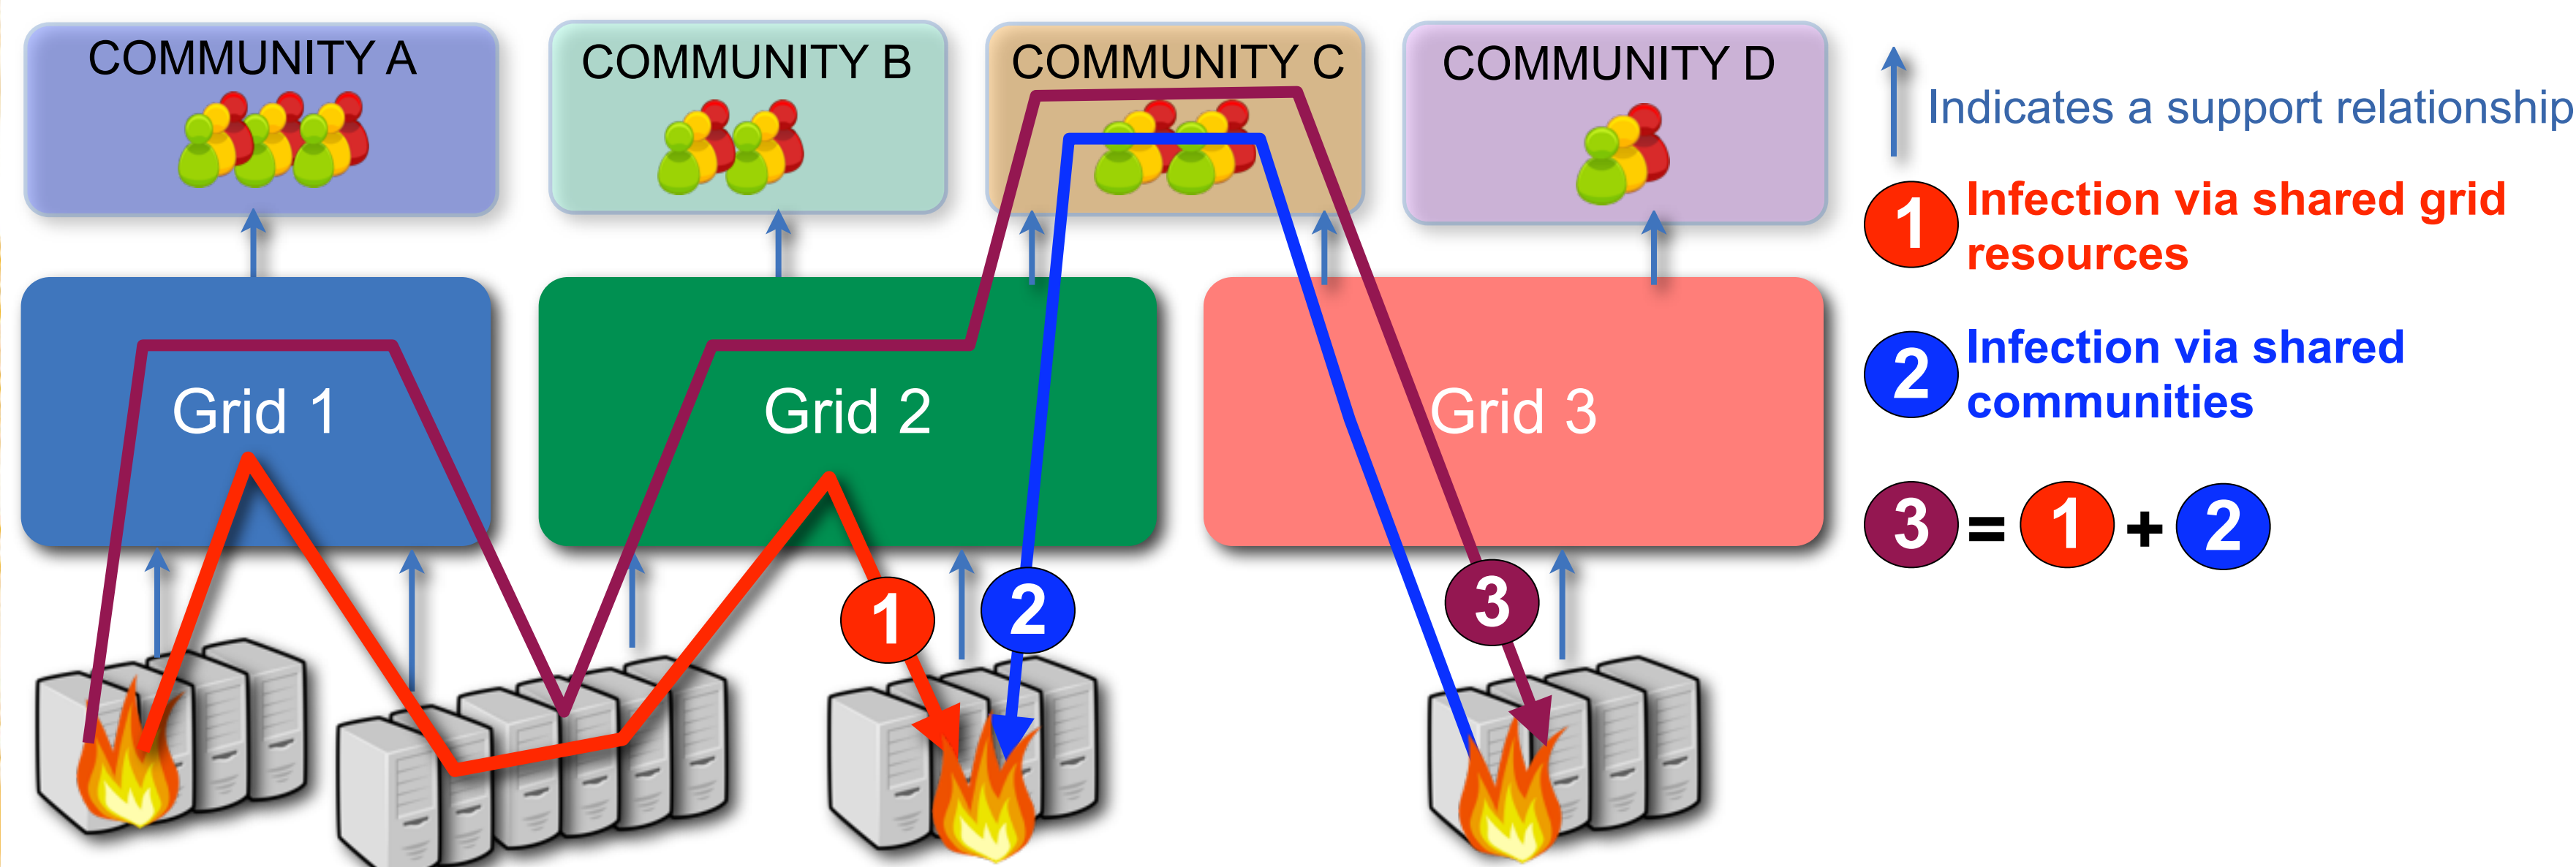 COMMUNITY A
COMMUNITY B
COMMUNITY C
COMMUNITY D
Indicates a support relationship
1 Infection via shared grid
resources
2 Infection via shared
communities
3 = 1 + 2
Grid 1
Grid 2
Grid 3
1
2
3